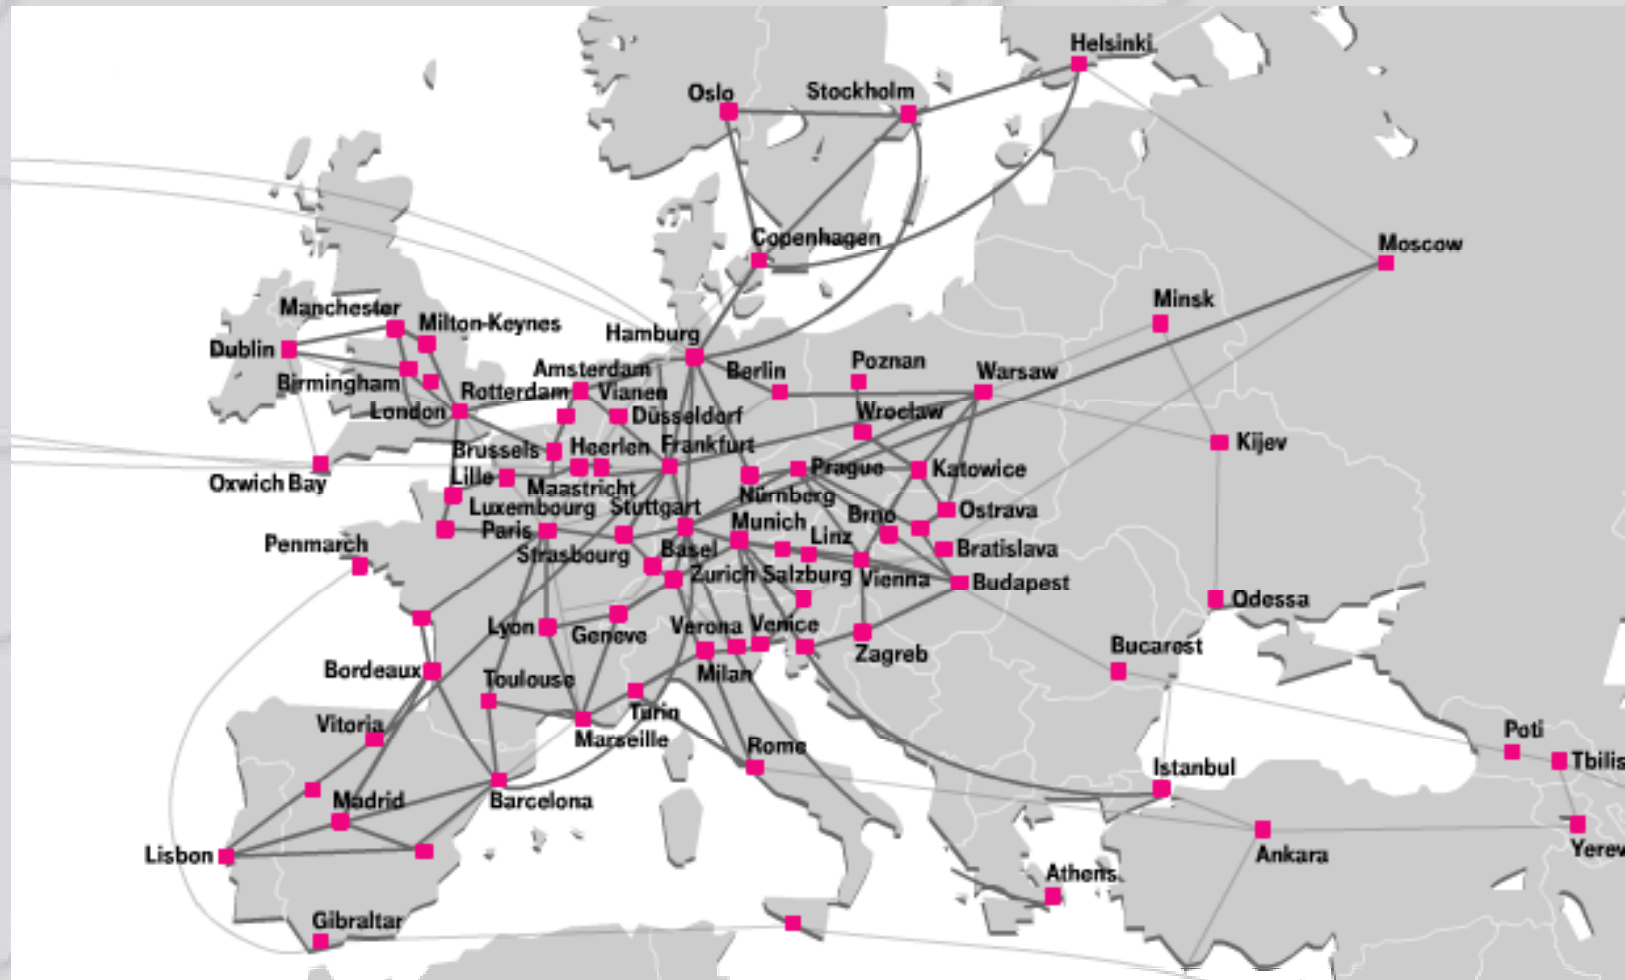 Helsinki
Oslo
Stockholm
Copenhagen
Moscow
Minsk
Manchester
Milton-Keynes
Hamburg
Dublin
Amsterdam
Berlin
Poznan
Warsaw
Birmingham
Rotterdam
Vianen
London
Düsseldorf
Wrocław
Brussels
Heerlen
Frankfurt
Kijev
Oxwich Bay
Lille
Maastricht
Prague
Katowice
Nürnberg
Luxembourg
Stuttgart
Brno
Ostrava
Paris
Munich
Linz
Penmarch
Strasbourg
Basel
Bratislava
Zurich
Salzburg
Vienna
Budapest
Odessa
Lyon
Geneve
Verona
Venice
Zagreb
Bucarest
Bordeaux
Toulouse
Milan
Vitoria
Turin
Marseille
Rome
Poti
Tbilis
Istanbul
Madrid
Barcelona
Lisbon
Ankara
Yerev
Athens
Gibraltar